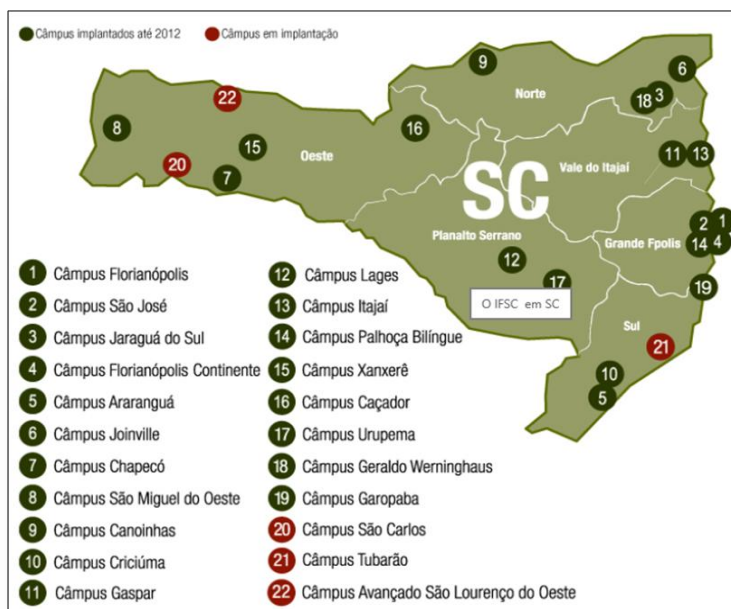 Câmpus implantados até 2012
Câmpus em implantação
9
6
Norte
3
18
22
8
16
15
Oeste
20
7
11
13
Vale do Itajaí
SC
Planalto Serrano
2
1
Grande Fpolis
14
4
12
17
19
O IFSC em SC
Sul
21
10
5
1 Câmpus Florianópolis
2 Câmpus São José
3 Câmpus Jaraguá do Sul
4 Câmpus Florianópolis Continente
5 Câmpus Araranguá
6 Câmpus Joinville
7 Câmpus Chapecó
8 Câmpus São Miguel do Oeste
9 Câmpus Canoinhas
10 Câmpus Criciúma
11 Câmpus Gaspar
12 Câmpus Lages
13 Câmpus Itajaí
14 Câmpus Palhoça Bilíngue
15 Câmpus Xanxerê
16 Câmpus Caçador
17 Câmpus Urupema
18 Câmpus Geraldo Werninghaus
19 Câmpus Garopaba
20 Câmpus São Carlos
21 Câmpus Tubarão
22 Câmpus Avançado São Lourenço do Oeste